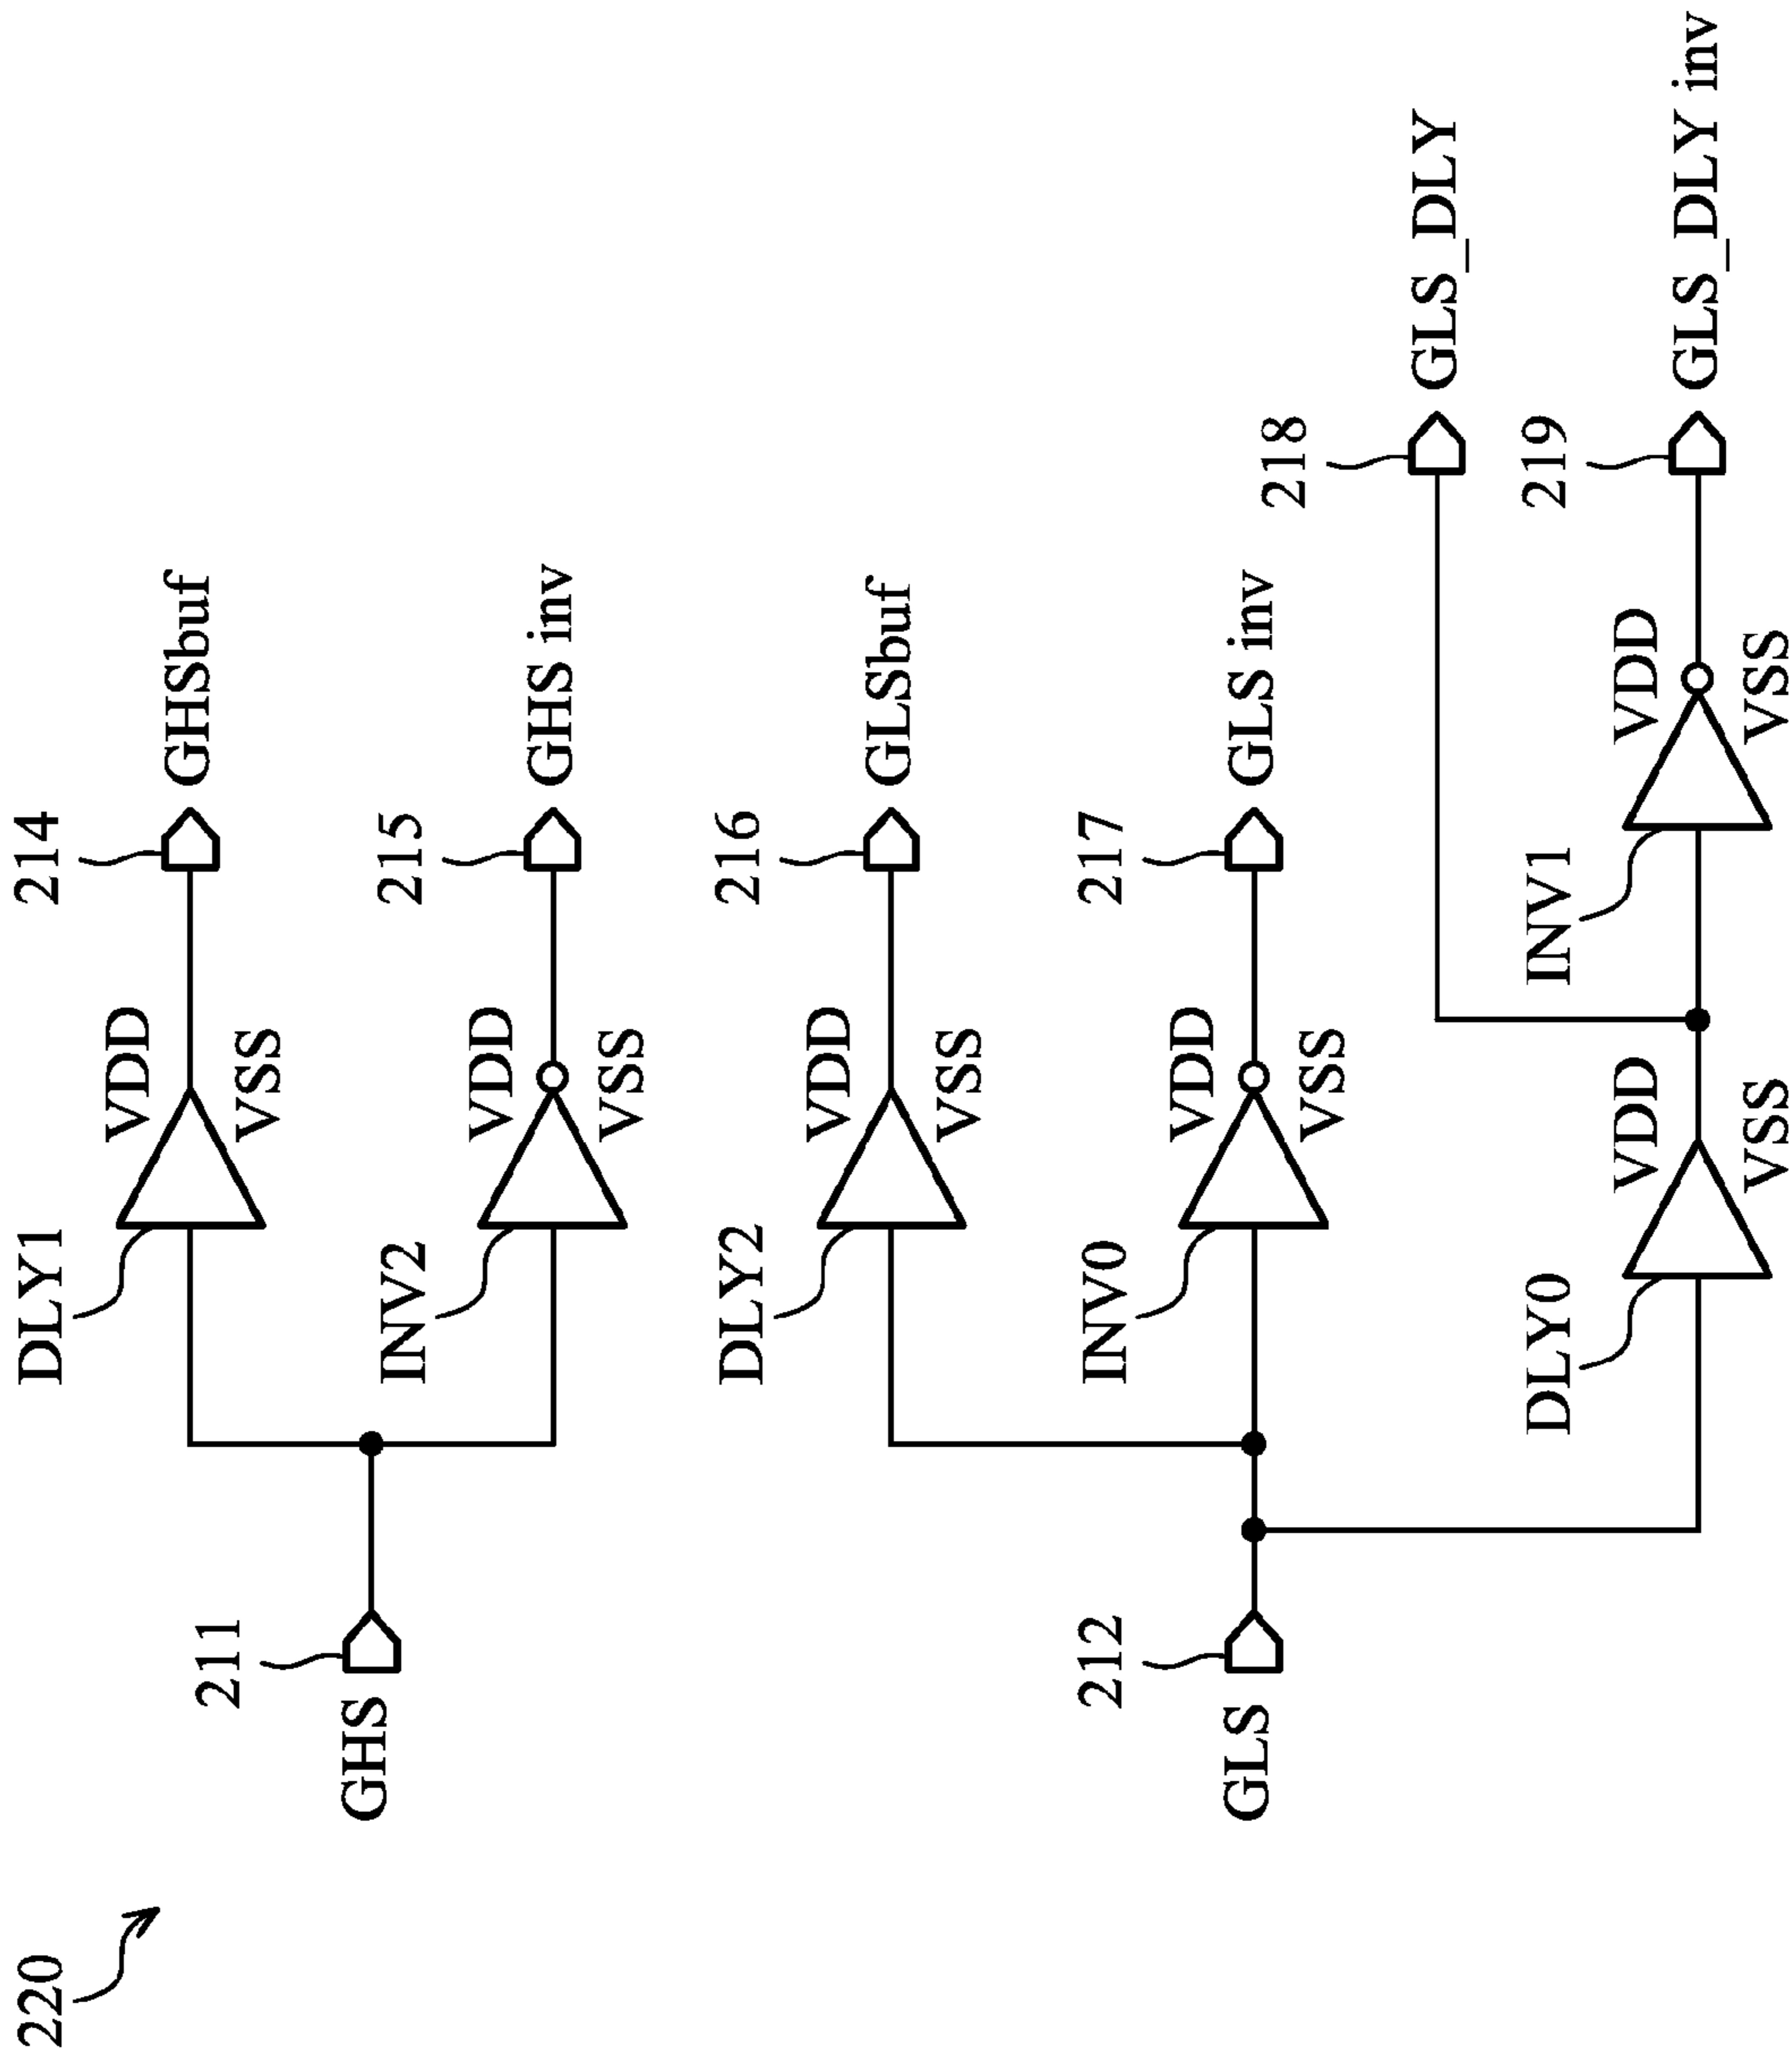 220
GHS
211
DLY1
VDD
VSS
214
GHSbuf
INV2
VDD
VSS
215
GHS inv
GLS
212
DLY2
VDD
VSS
216
GLSbuf
INV0
VDD
VSS
217
GLS inv
DLY0
VDD
VSS
218
GLS_DLY
INV1
VDD
VSS
219
GLS_DLY inv